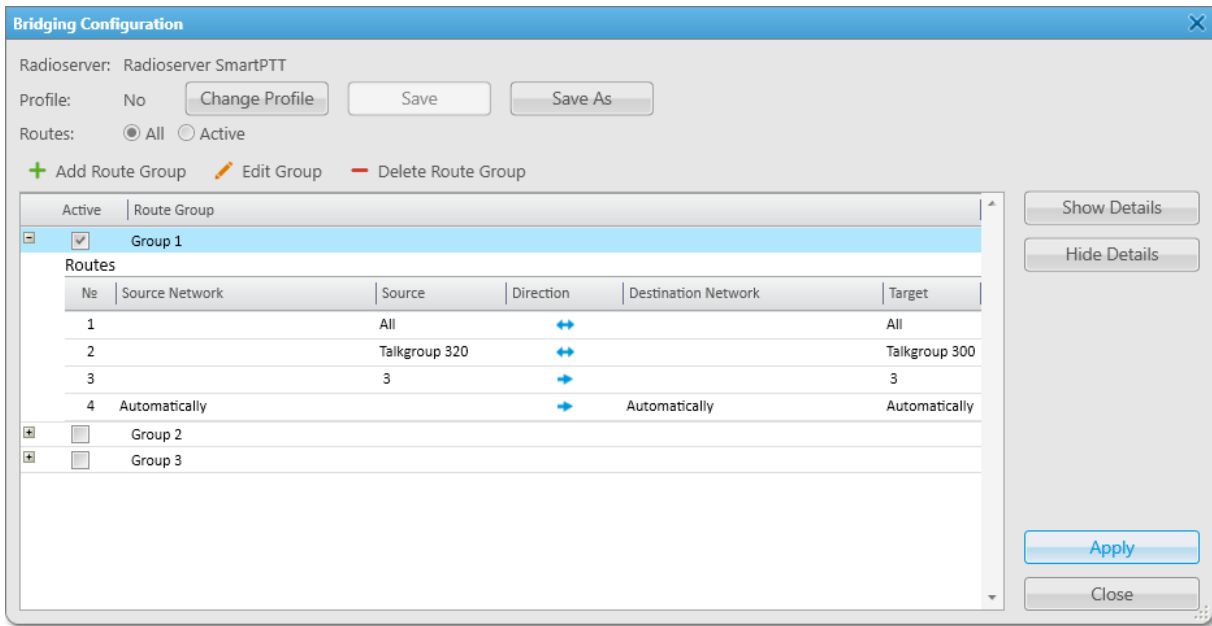 Bridging Configuration
Radioserver: Radioserver SmartPTT
Profile: No Change Profile Save Save As
Routes: All Active
Add Route Group Edit Group Delete Route Group
Active Route Group Show Details
Group 1
Hide Details
Routes
№ Source Network Source Direction Destination Network Target
1 All All
2 Talkgroup 320 Talkgroup 300
3 3 3
4 Automatically Automatically Automatically
Group 2
Group 3
Apply
Close